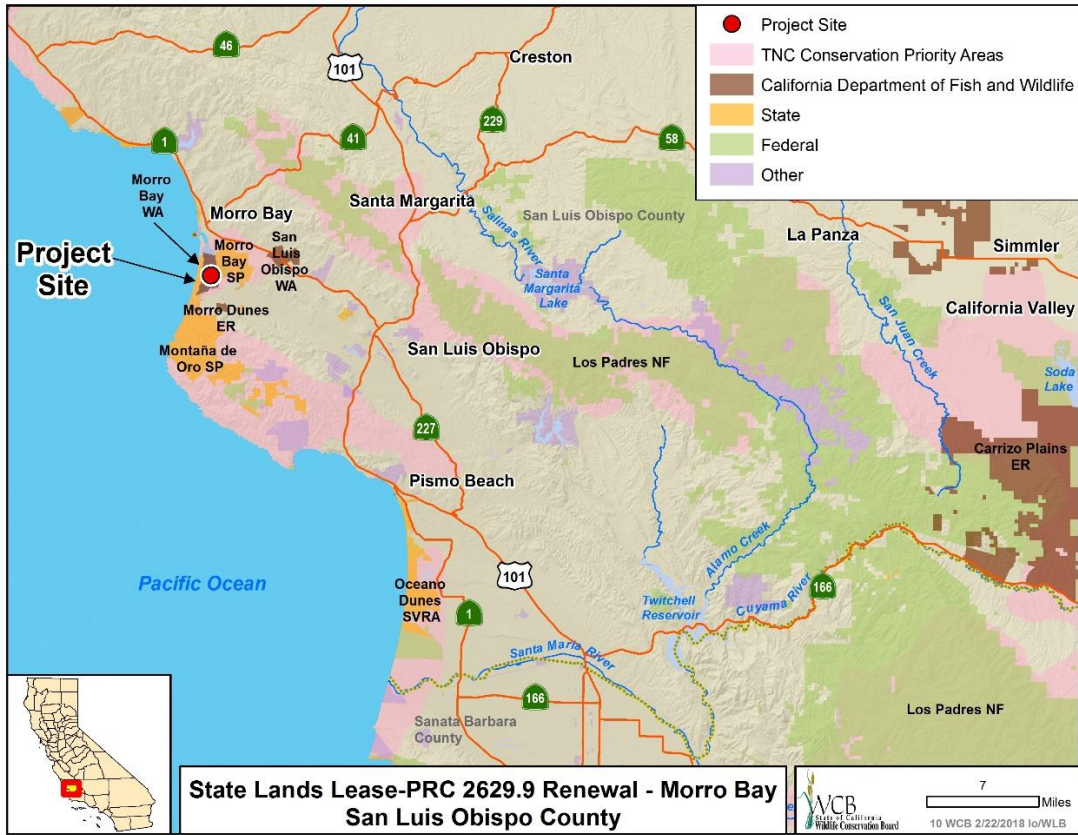 Project Site
TNC Conservation Priority Areas
California Department of Fish and Wildlife
State
Federal
Other
46
101
Creston
229
41
58
1
Morro
Bay
WA
Morro Bay
Santa Margarita
Salinas River
San Luis Obispo County
La Panza
Simmler
Project
Site
Morro
Bay
SP
San
Luis
Obispo
WA
Santa
Margarita
Lake
San Juan Creek
California Valley
Morro Dunes
ER
Montaña de
Oro SP
San Luis Obispo
Los Padres NF
Soda
Lake
227
Carrizo Plains
ER
Pismo Beach
Pacific Ocean
Oceano
Dunes
SVRA
101
1
Alamo Creek
Twitchell
Reservoir
Cuyama River
166
Santa Maria River
166
Sanata Barbara
County
Los Padres NF
State Lands Lease-PRC 2629.9 Renewal - Morro Bay
San Luis Obispo County
WCB
State of California
Wildlife Conservation Board
7
Miles
10 WCB 2/22/2018 lo/WLB